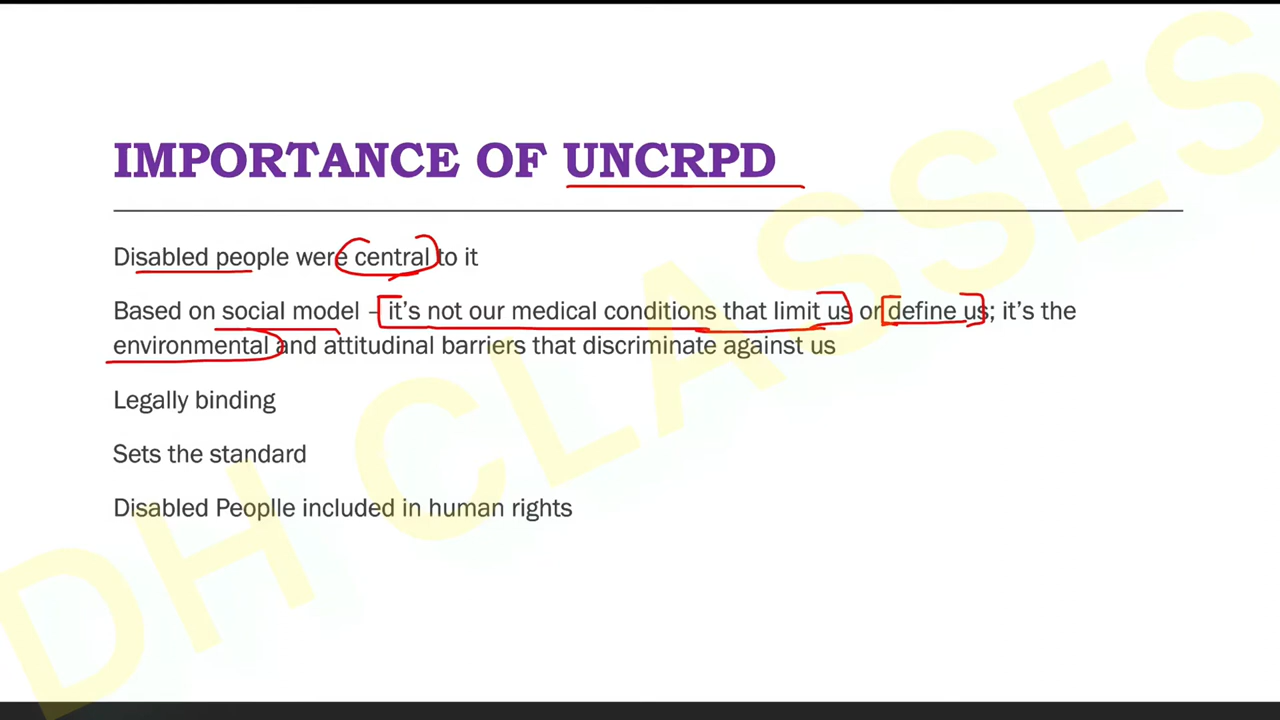 IMPORTANCE OF UNCRPD
Disabled people were central to it
Based on social model – it’s not our medical conditions that limit us or define us; it’s the
environmental and attitudinal barriers that discriminate against us
Legally binding
Sets the standard
Disabled Peoplle included in human rights
DH CLASSES